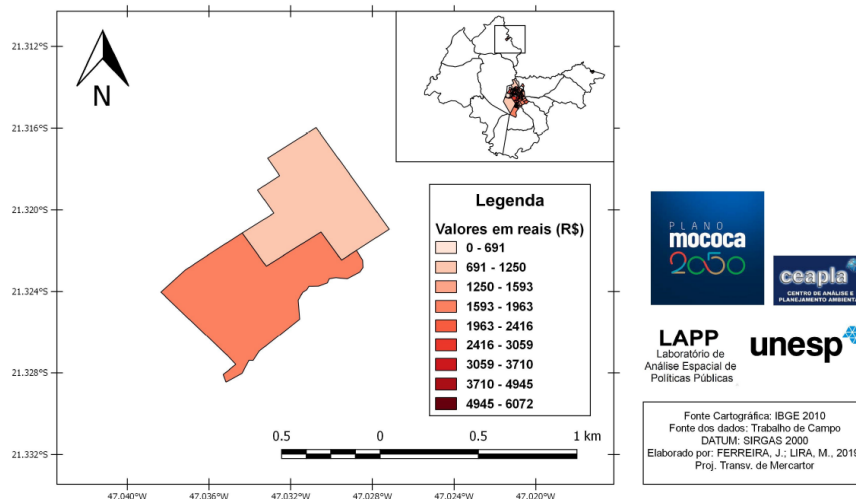 21.312°S
21.316°S
21.320°S
21.324°S
21.328°S
21.332°S
N
Legenda
Valores em reais (R$)
0 - 691
691 - 1250
1250 - 1593
1593 - 1963
1963 - 2416
2416 - 3059
3059 - 3710
3710 - 4945
4945 - 6072
0.5 0 0.5 1 km
47.040°W 47.036°W 47.032°W 47.028°W 47.024°W 47.020°W
PLANO
mococa
2050
ceapla
CENTRO DE ANÁLISE E
PLANEJAMENTO AMBIENTA
LAPP
Laboratório de
Análise Espacial de
Políticas Públicas
unesp
Fonte Cartográfica: IBGE 2010
Fonte dos dados: Trabalho de Campo
DATUM: SIRGAS 2000
Elaborado por: FERREIRA, J.; LIRA, M., 2019
Proj. Transv. de Mercartor